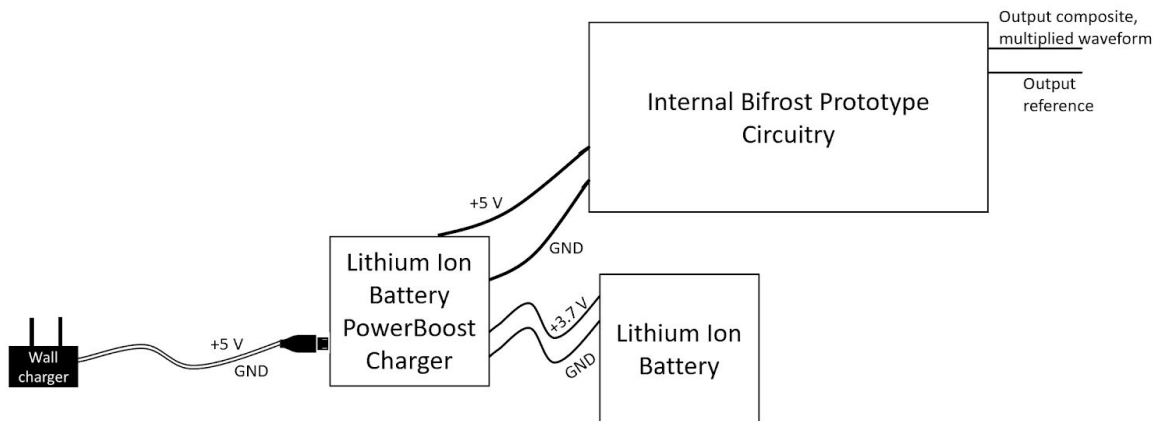 Output composite,
multiplied waveform
Output
reference
Internal Bifrost Prototype
Circuitry
+5 V
GND
Lithium Ion
Battery
PowerBoost
Charger
+3.7 V
GND
Lithium Ion
Battery
+5 V
GND
Wall
charger